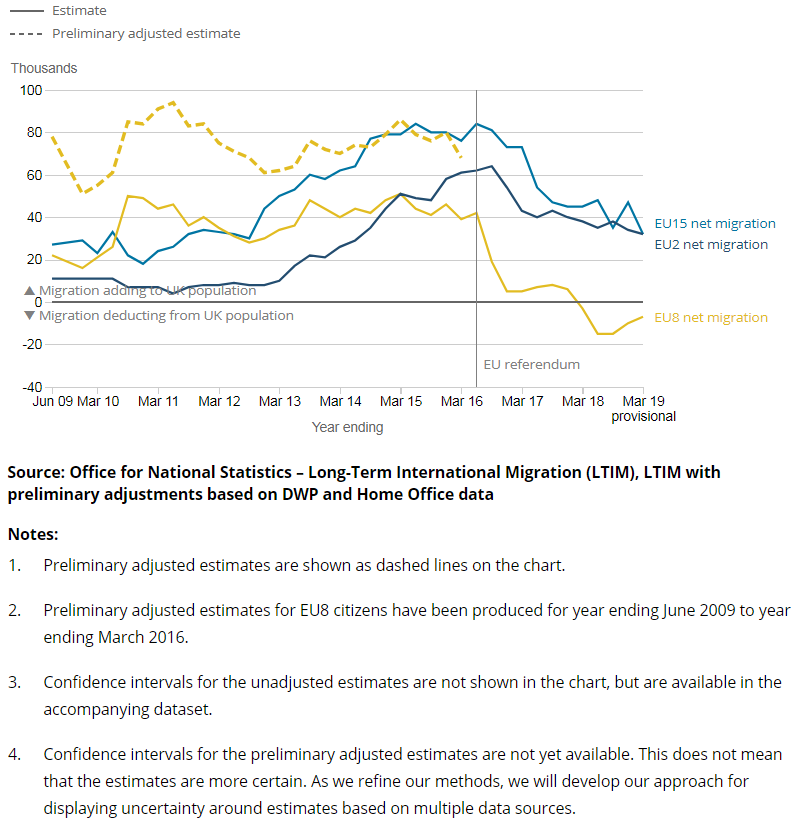 Estimate
Preliminary adjusted estimate
Thousands
100
80
60
40
20
▲ Migration adding to UK population
0
▼ Migration deducting from UK population
-20
-40
EU15 net migration
EU2 net migration
EU8 net migration
EU referendum
Jun 09 Mar 10 Mar 11 Mar 12 Mar 13 Mar 14 Mar 15 Mar 16 Mar 17 Mar 18 Mar 19
provisional
Year ending
Source: Office for National Statistics – Long-Term International Migration (LTIM), LTIM with
preliminary adjustments based on DWP and Home Office data
Notes:
1. Preliminary adjusted estimates are shown as dashed lines on the chart.
2. Preliminary adjusted estimates for EU8 citizens have been produced for year ending June 2009 to year
ending March 2016.
3. Confidence intervals for the unadjusted estimates are not shown in the chart, but are available in the
accompanying dataset.
4. Confidence intervals for the preliminary adjusted estimates are not yet available. This does not mean
that the estimates are more certain. As we refine our methods, we will develop our approach for
displaying uncertainty around estimates based on multiple data sources.